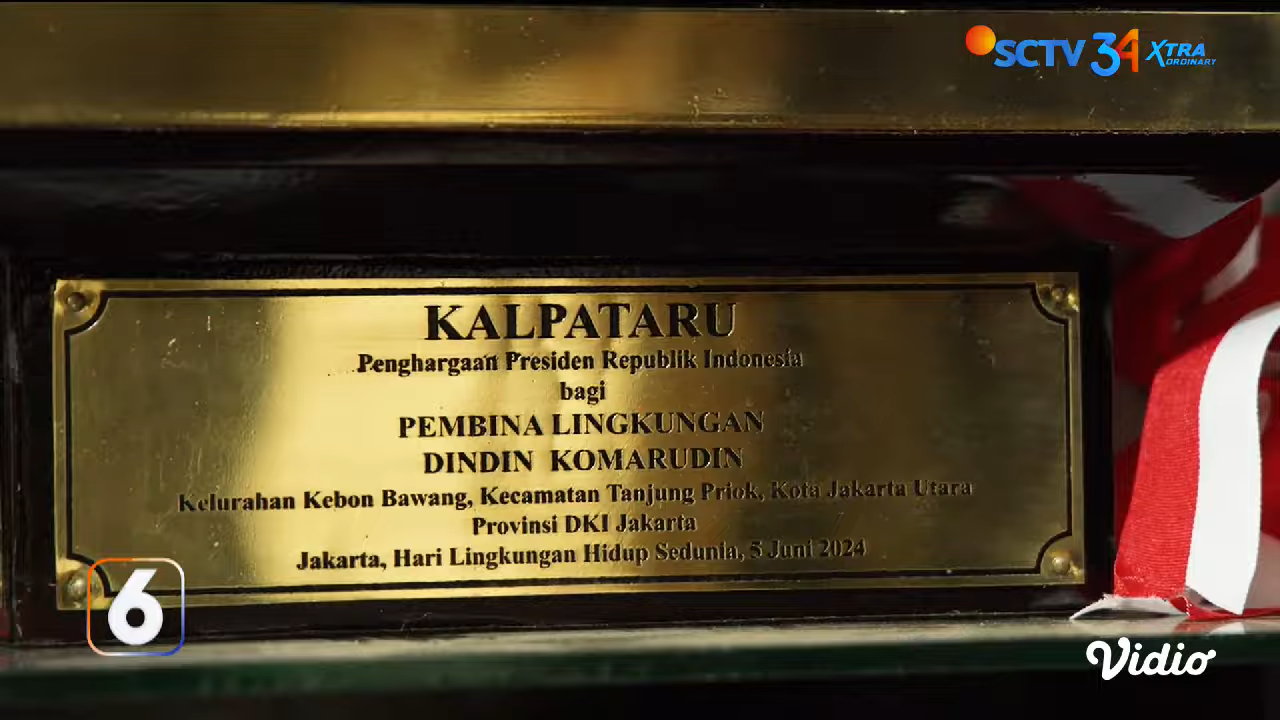 SCTV 34 XTRA ORDINARY
KALPATARU
Penghargaan Presiden Republik Indonesia
bagi
PEMBINA LINGKUNGAN
DINDIN KOMARUDIN
Kelurahan Kebon Bawang, Kecamatan Tanjung Priok, Kota Jakarta Utara
Provinsi DKI Jakarta
Jakarta, Hari Lingkungan Hidup Sedunia, 5 Juni 2024
6
Vidio